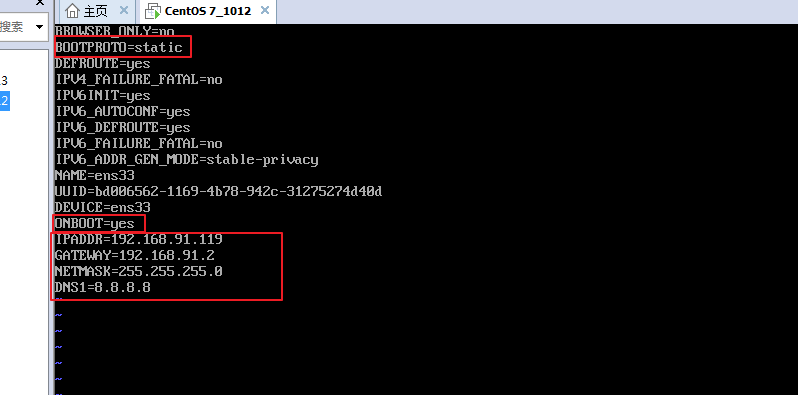 主页 × CentOS 7_1012 ×
搜索
BROWSER_ONLY=no
BOOTPROTO=static
DEFROUTE=yes
IPV4_FAILURE_FATAL=no
IPV6INIT=yes
IPV6_AUTOCONF=yes
IPV6_DEFROUTE=yes
IPV6_FAILURE_FATAL=no
IPV6_ADDR_GEN_MODE=stable-privacy
NAME=ens33
UUID=bd006562-1169-4b78-942c-31275274d40d
DEVICE=ens33
ONBOOT=yes
IPADDR=192.168.91.119
GATEWAY=192.168.91.2
NETMASK=255.255.255.0
DNS1=8.8.8.8
~
~
~
~
~
~
~